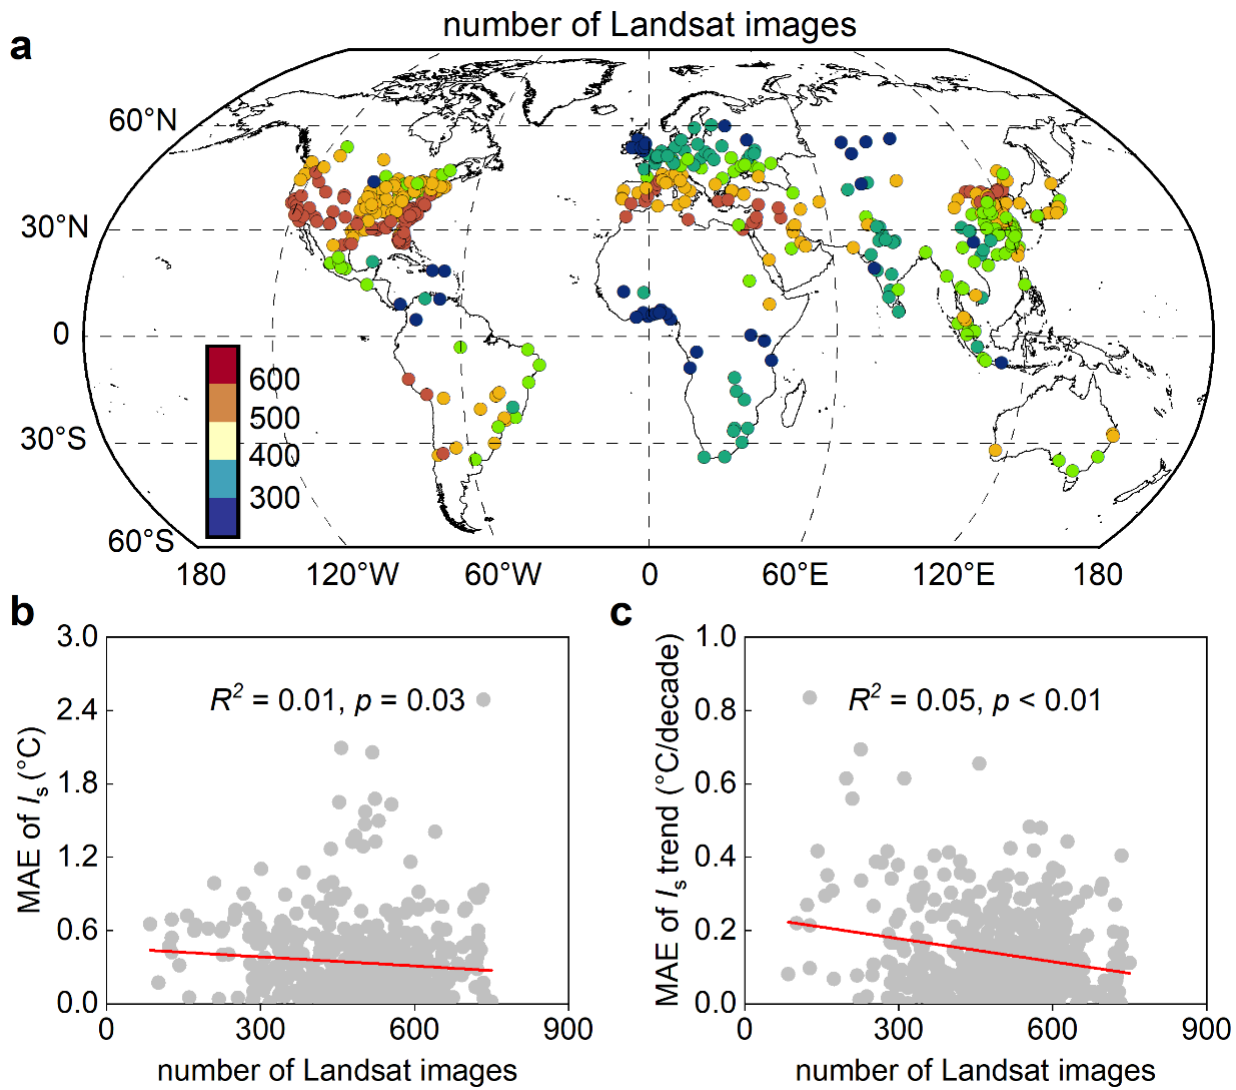 number of Landsat images
a
60°N
30°N
0
30°S
60°S
600
500
400
300
180
120°W
60°W
0
60°E
120°E
180
b
3.0
2.4
1.8
1.2
0.6
0.0
MAE of Is (°C)
R² = 0.01, p = 0.03
0
300
600
900
number of Landsat images
c
1.0
0.8
0.6
0.4
0.2
0.0
MAE of Is trend (°C/decade)
R² = 0.05, p < 0.01
0
300
600
900
number of Landsat images